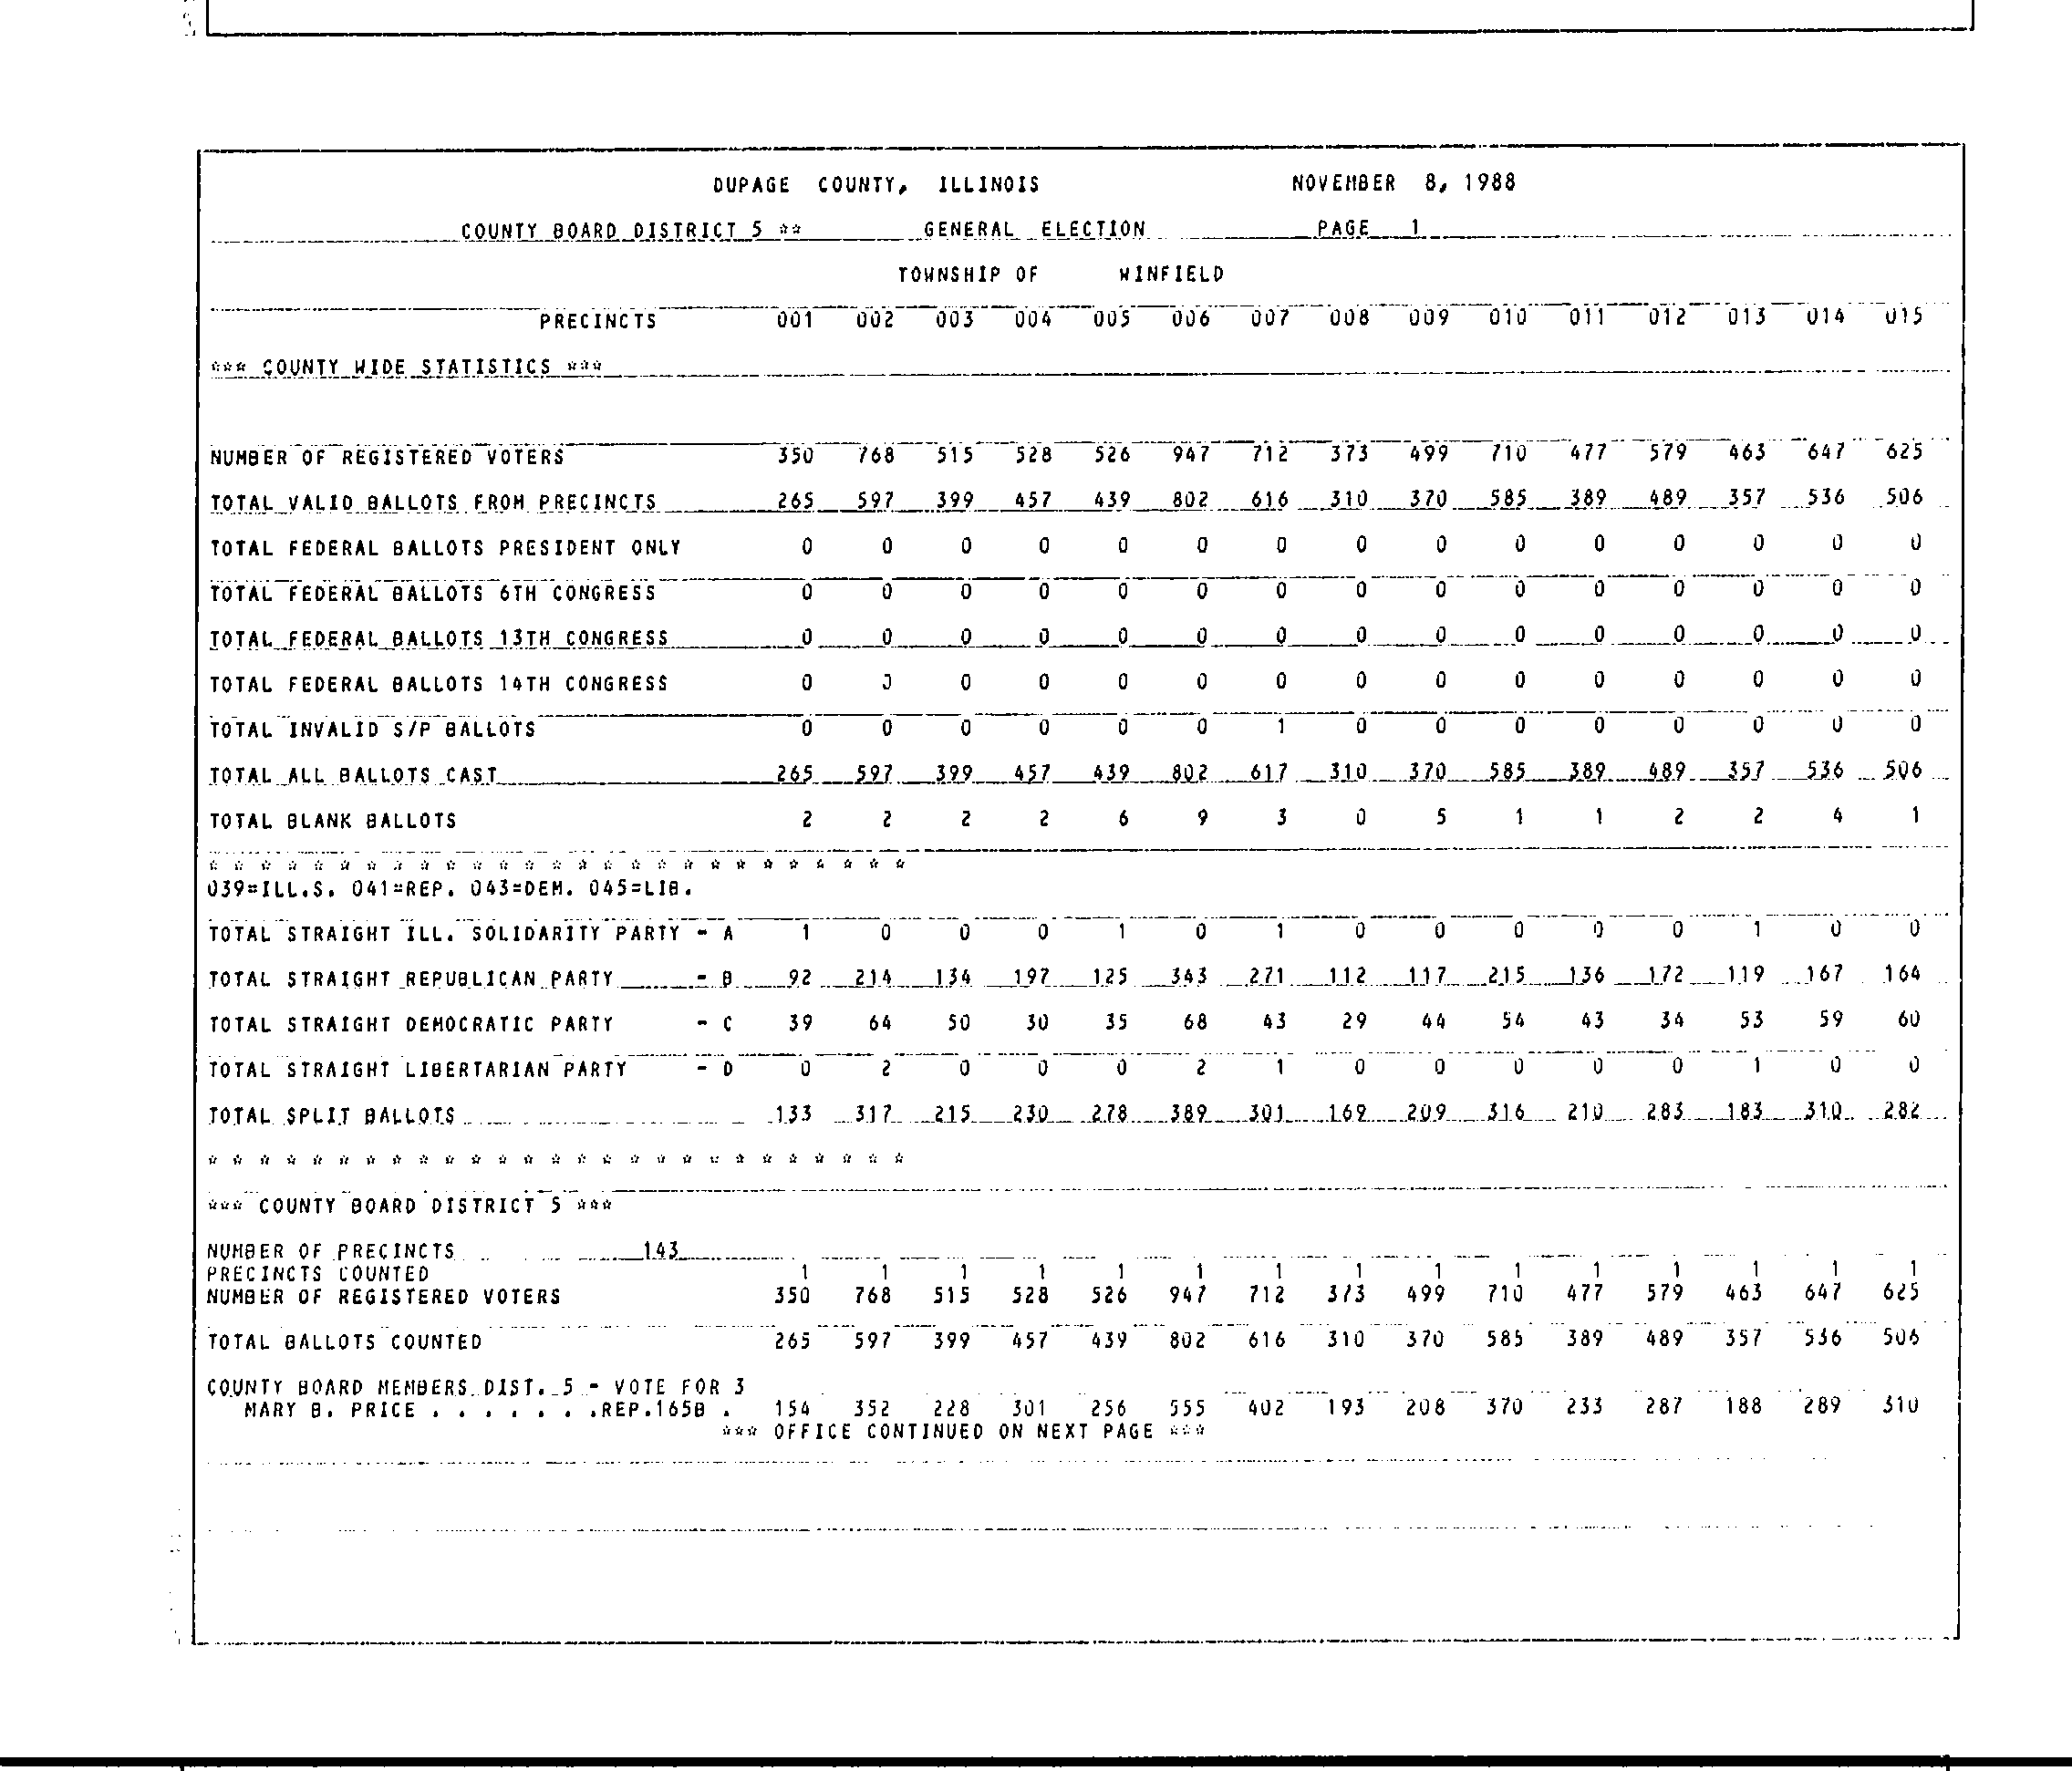 DUPAGE COUNTY, ILLINOIS NOVEMBER 8, 1988
COUNTY BOARD DISTRICT 5 ** GENERAL ELECTION PAGE 1
TOWNSHIP OF WINFIELD
PRECINCTS 001 002 003 004 005 006 007 008 009 010 011 012 013 014 015
*** COUNTY WIDE STATISTICS ***
NUMBER OF REGISTERED VOTERS 350 768 515 528 526 947 712 373 499 710 477 579 463 647 625
TOTAL VALID BALLOTS FROM PRECINCTS 265 597 399 457 439 802 616 310 370 585 389 489 357 536 506
TOTAL FEDERAL BALLOTS PRESIDENT ONLY 0 0 0 0 0 0 0 0 0 0 0 0 0 0 0
TOTAL FEDERAL BALLOTS 6TH CONGRESS 0 0 0 0 0 0 0 0 0 0 0 0 0 0 0
TOTAL FEDERAL BALLOTS 13TH CONGRESS 0 0 0 0 0 0 0 0 0 0 0 0 0 0 0
TOTAL FEDERAL BALLOTS 14TH CONGRESS 0 0 0 0 0 0 0 0 0 0 0 0 0 0 0
TOTAL INVALID S/P BALLOTS 0 0 0 0 0 0 1 0 0 0 0 0 0 0 0
TOTAL ALL BALLOTS CAST 265 597 399 457 439 802 617 310 370 585 389 489 357 536 506
TOTAL BLANK BALLOTS 2 2 2 2 6 9 3 0 5 1 1 2 2 4 1
* * * * * * * * * * * * * * * * * * * * * * * * * * *
039=ILL.S. 041=REP. 043=DEM. 045=LIB.
TOTAL STRAIGHT ILL. SOLIDARITY PARTY - A 1 0 0 0 1 0 1 0 0 0 0 0 1 0 0
TOTAL STRAIGHT REPUBLICAN PARTY - B 92 214 134 197 125 343 271 112 117 215 136 172 119 167 164
TOTAL STRAIGHT DEMOCRATIC PARTY - C 39 64 50 30 35 68 43 29 44 54 43 34 53 59 60
TOTAL STRAIGHT LIBERTARIAN PARTY - D 0 2 0 0 0 2 1 0 0 0 0 0 1 0 0
TOTAL SPLIT BALLOTS 133 317 215 230 278 389 301 169 209 316 210 283 183 310 282
* * * * * * * * * * * * * * * * * * * * * * * * * * *
*** COUNTY BOARD DISTRICT 5 ***
NUMBER OF PRECINCTS 143
PRECINCTS COUNTED 1 1 1 1 1 1 1 1 1 1 1 1 1 1 1
NUMBER OF REGISTERED VOTERS 350 768 515 528 526 947 712 373 499 710 477 579 463 647 625
TOTAL BALLOTS COUNTED 265 597 399 457 439 802 616 310 370 585 389 489 357 536 506
COUNTY BOARD MEMBERS DIST. 5 - VOTE FOR 3
MARY B. PRICE . . . . . . .REP.165B . 154 352 228 301 256 555 402 193 208 370 233 287 188 289 310
*** OFFICE CONTINUED ON NEXT PAGE ***